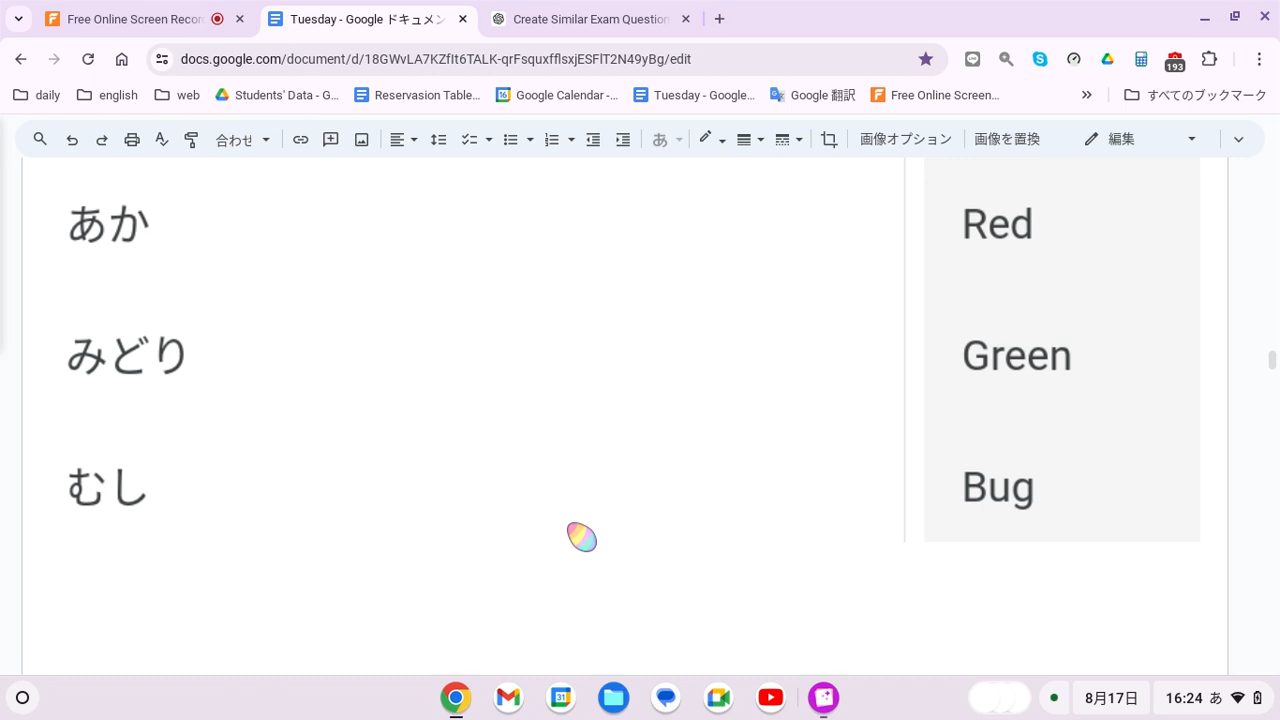 Free Online Screen Recor
Tuesday - Google ドキュメン
Create Similar Exam Question
docs.google.com/document/d/18GWvLA7KZfIt6TALK-qrFsquxfflsxjESFlT2N49yBg/edit
193
daily
english
web
Students' Data - G...
Reservasion Table...
Google Calendar -...
Tuesday - Google...
Google 翻訳
Free Online Screen...
すべてのブックマーク
合わせ
あ
画像オプション
画像を置換
編集
あか
Red
みどり
Green
むし
Bug
31
8月17日
16:24
あ